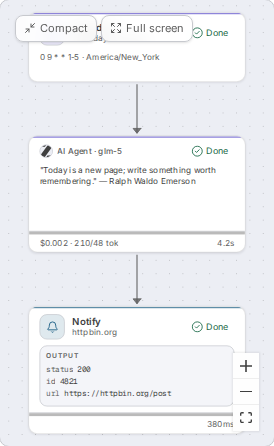 Compact
Full screen
Done
0 9 * * 1-5 · America/New_York
AI Agent · glm-5
Done
"Today is a new page; write something worth
remembering." — Ralph Waldo Emerson
$0.002 · 210/48 tok
4.2s
Notify
Done
httpbin.org
OUTPUT
status 200
id 4821
url https://httpbin.org/post
380ms